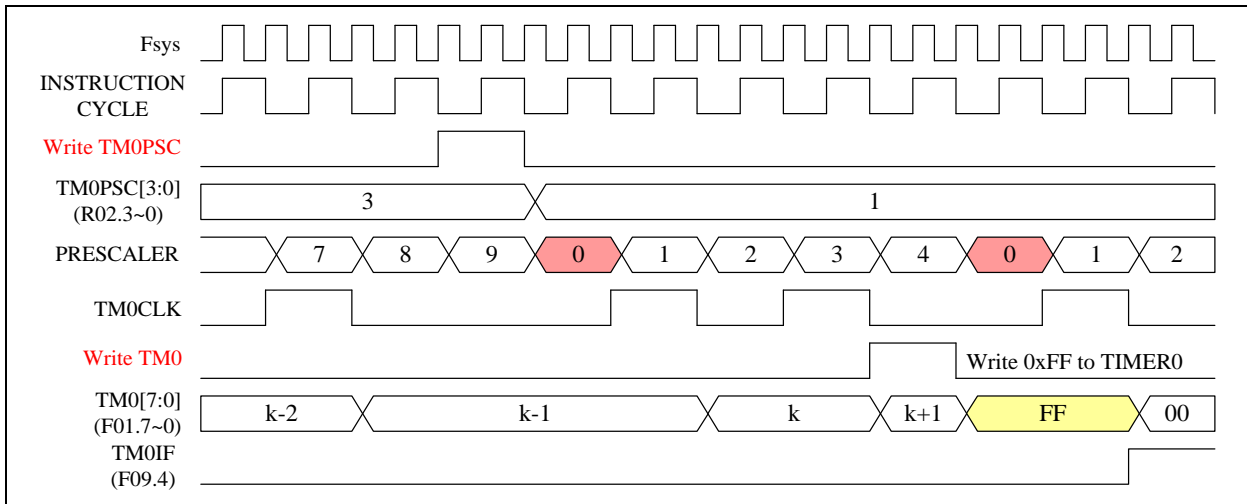 Fsys
INSTRUCTION
CYCLE
Write TM0PSC
TM0PSC[3:0]
(R02.3~0)
3
1
PRESCALER
7
8
9
0
1
2
3
4
0
1
2
TM0CLK
Write TM0
Write 0xFF to TIMER0
TM0[7:0]
(F01.7~0)
k-2
k-1
k
k+1
FF
00
TM0IF
(F09.4)